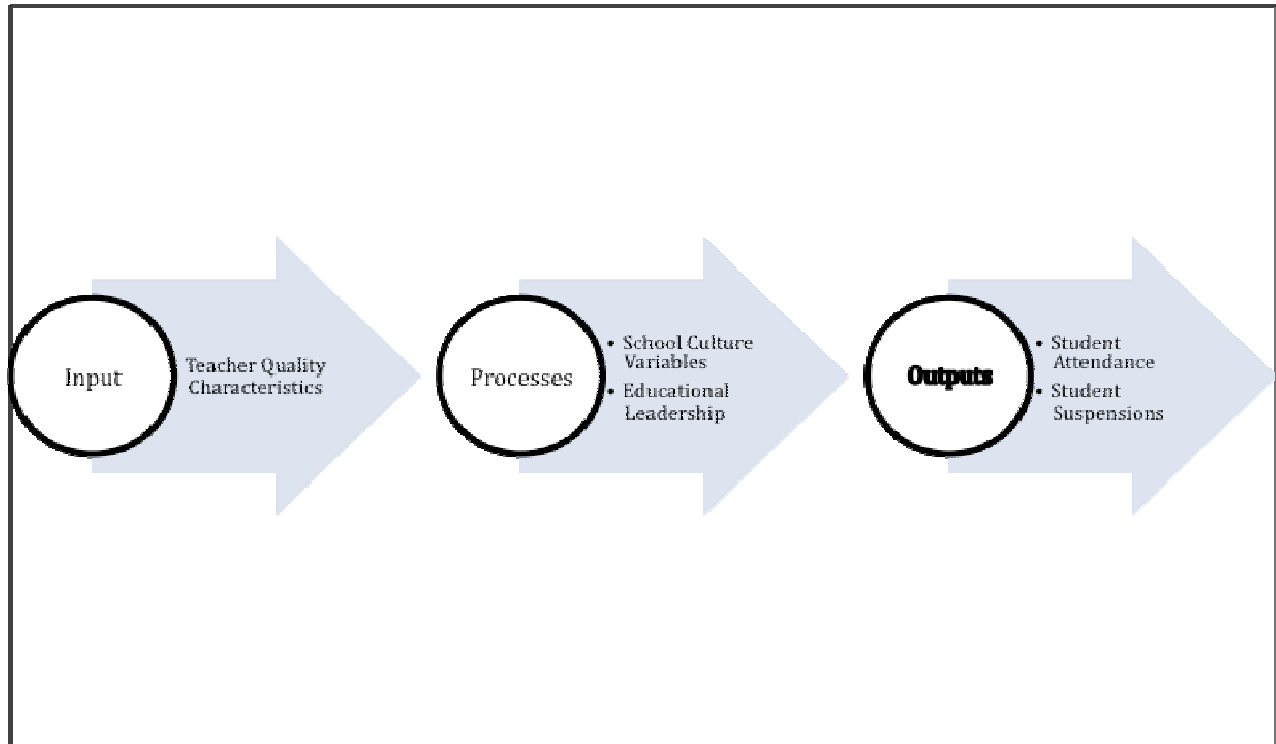 Input
Teacher Quality
Characteristics
Processes
• School Culture
Variables
• Educational
Leadership
Outputs
• Student
Attendance
• Student
Suspensions